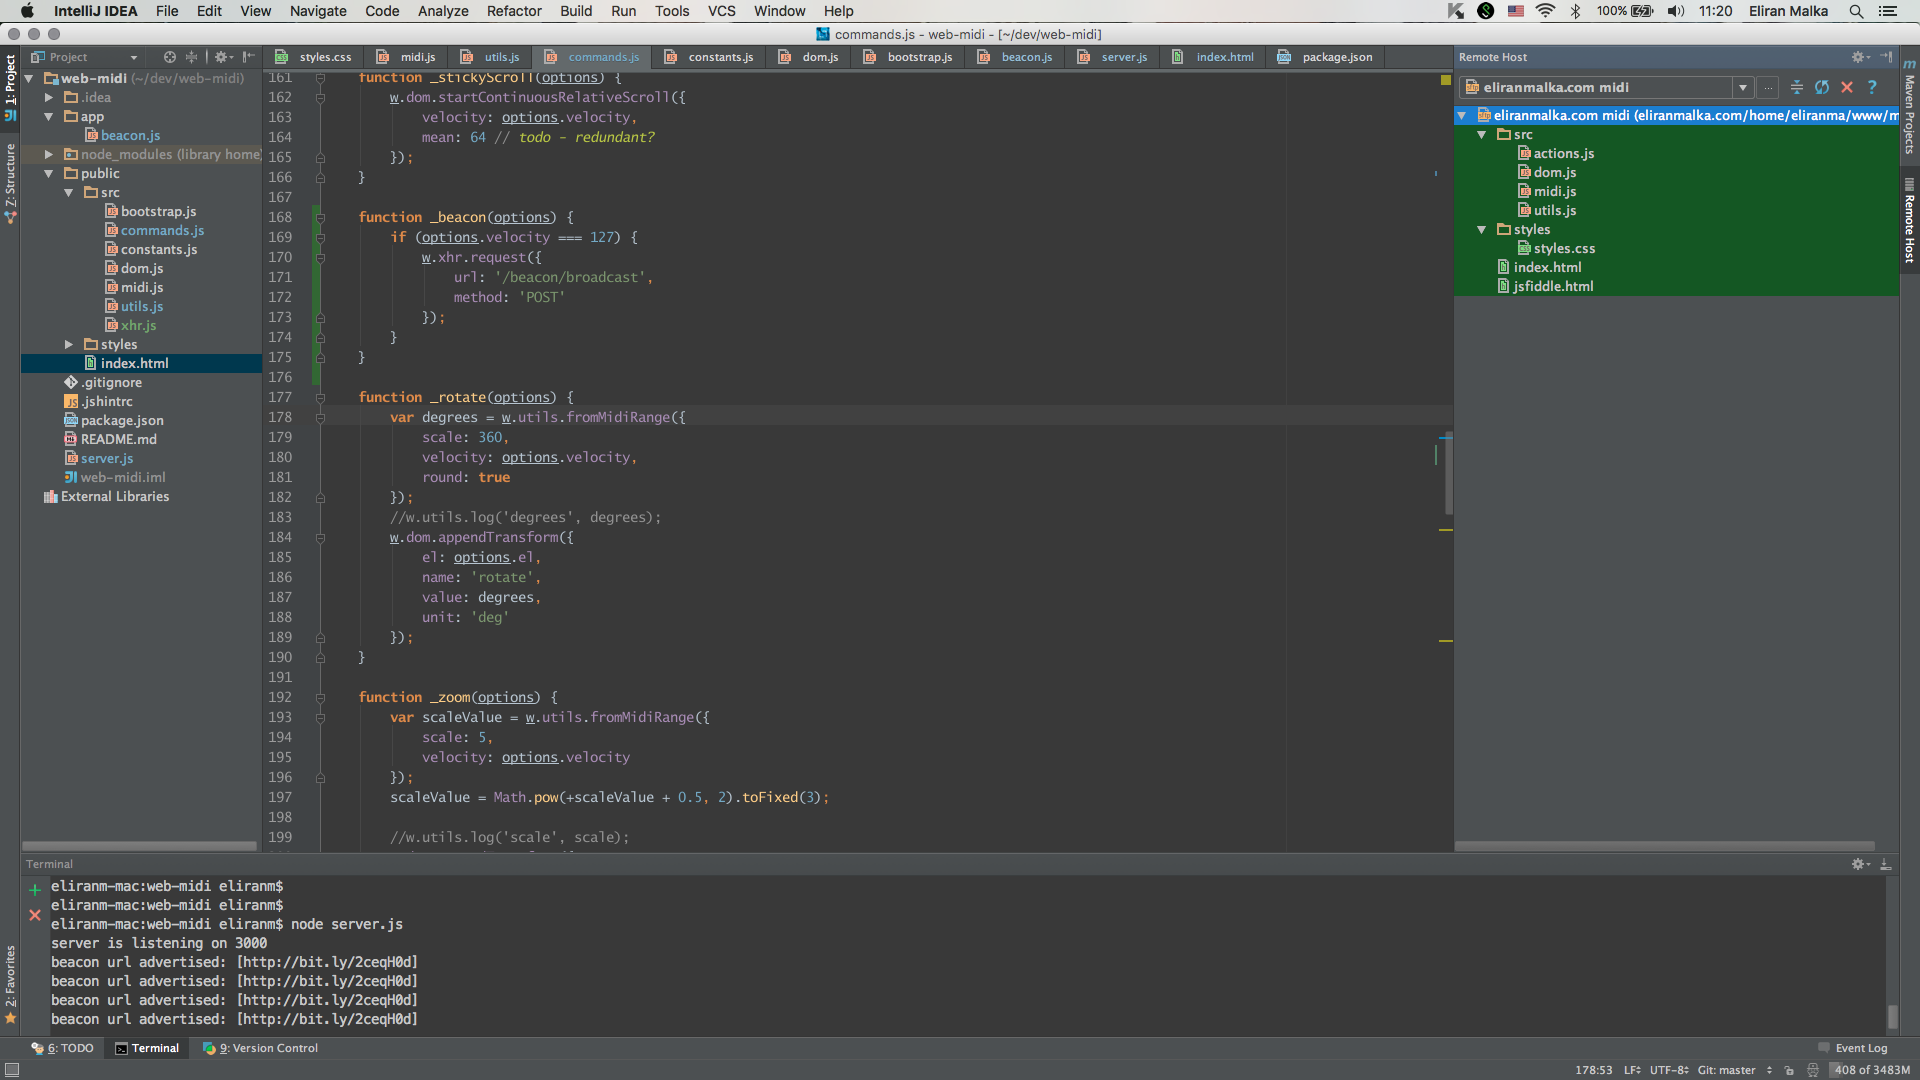 IntelliJ IDEA File Edit View Navigate Code Analyze Refactor Build Run Tools VCS Window Help 100% 11:20 Eliran Malka
commands.js - web-midi - [~/dev/web-midi]
Project
styles.css midi.js utils.js commands.js constants.js dom.js bootstrap.js beacon.js server.js index.html package.json
Remote Host
1: Project
Z: Structure
2: Favorites
web-midi (~/dev/web-midi)
.idea
app
beacon.js
node_modules (library home)
public
src
bootstrap.js
commands.js
constants.js
dom.js
midi.js
utils.js
xhr.js
styles
index.html
.gitignore
.jshintrc
package.json
README.md
server.js
web-midi.iml
External Libraries
161 function _stickyScroll(options) {
162 w.dom.startContinuousRelativeScroll({
163 velocity: options.velocity,
164 mean: 64 // todo - redundant?
165 });
166 }
167
168 function _beacon(options) {
169 if (options.velocity === 127) {
170 w.xhr.request({
171 url: '/beacon/broadcast',
172 method: 'POST'
173 });
174 }
175 }
176
177 function _rotate(options) {
178 var degrees = w.utils.fromMidiRange({
179 scale: 360,
180 velocity: options.velocity,
181 round: true
182 });
183 //w.utils.log('degrees', degrees);
184 w.dom.appendTransform({
185 el: options.el,
186 name: 'rotate',
187 value: degrees,
188 unit: 'deg'
189 });
190 }
191
192 function _zoom(options) {
193 var scaleValue = w.utils.fromMidiRange({
194 scale: 5,
195 velocity: options.velocity
196 });
197 scaleValue = Math.pow(+scaleValue + 0.5, 2).toFixed(3);
198
199 //w.utils.log('scale', scale);
eliranmalka.com midi
eliranmalka.com midi (eliranmalka.com/home/eliranma/www/m
src
actions.js
dom.js
midi.js
utils.js
styles
styles.css
index.html
jsfiddle.html
Maven Projects
Remote Host
Terminal
eliranm-mac:web-midi eliranm$
eliranm-mac:web-midi eliranm$
eliranm-mac:web-midi eliranm$ node server.js
server is listening on 3000
beacon url advertised: [http://bit.ly/2ceqH0d]
beacon url advertised: [http://bit.ly/2ceqH0d]
beacon url advertised: [http://bit.ly/2ceqH0d]
beacon url advertised: [http://bit.ly/2ceqH0d]
6: TODO Terminal 9: Version Control Event Log
178:53 LF UTF-8 Git: master 408 of 3483M